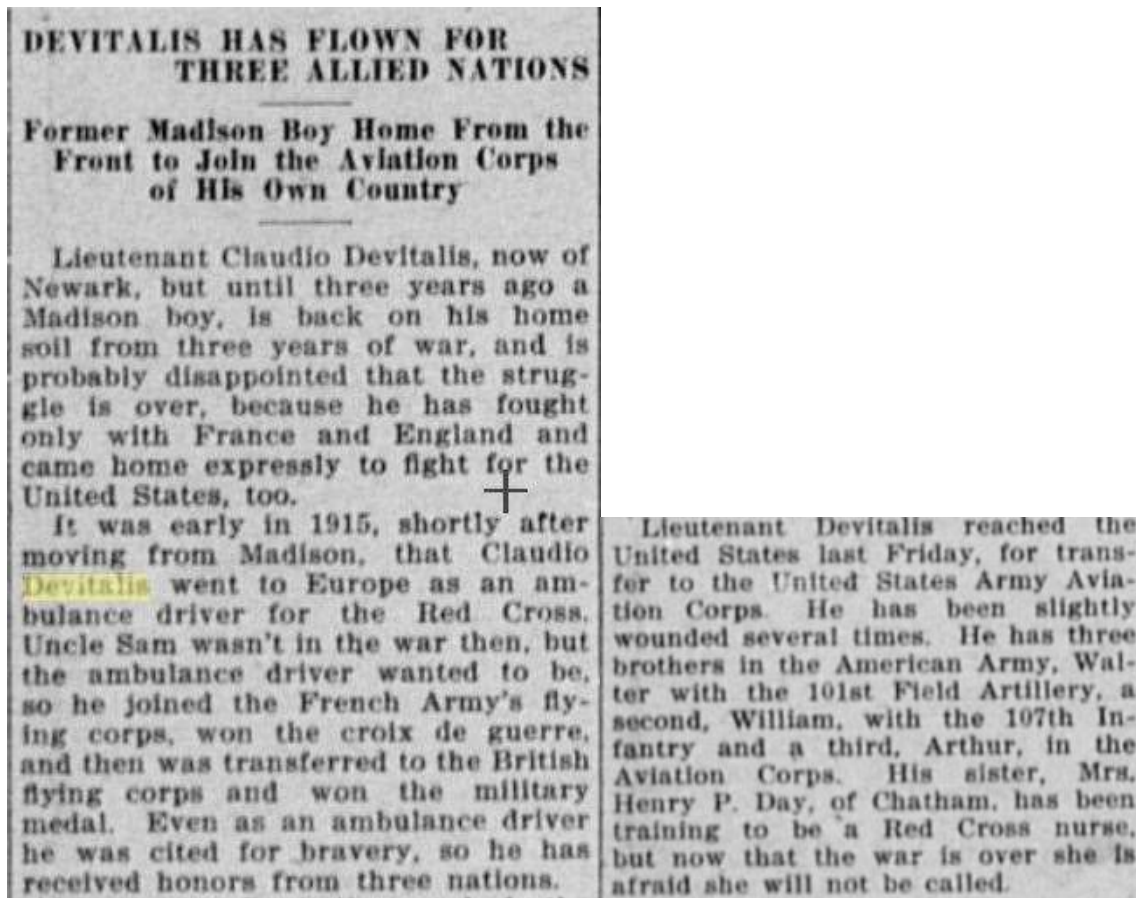 DEVITALIS HAS FLOWN FOR
THREE ALLIED NATIONS
Former Madison Boy Home From the
Front to Join the Aviation Corps
of His Own Country
Lieutenant Claudio Devitalis, now of
Newark, but until three years ago a
Madison boy, is back on his home
soil from three years of war, and is
probably disappointed that the strug-
gle is over, because he has fought
only with France and England and
came home expressly to fight for the
United States, too.
It was early in 1915, shortly after
moving from Madison, that Claudio
Devitalis went to Europe as an am-
bulance driver for the Red Cross.
Uncle Sam wasn't in the war then, but
the ambulance driver wanted to be,
so he joined the French Army's fly-
ing corps, won the croix de guerre,
and then was transferred to the British
flying corps and won the military
medal. Even as an ambulance driver
he was cited for bravery, so he has
received honors from three nations.
Lieutenant Devitalis reached the
United States last Friday, for trans-
fer to the United States Army Avia-
tion Corps. He has been slightly
wounded several times. He has three
brothers in the American Army, Wal-
ter with the 101st Field Artillery, a
second, William, with the 107th In-
fantry and a third, Arthur, in the
Aviation Corps. His sister, Mrs.
Henry P. Day, of Chatham, has been
training to be a Red Cross nurse,
but now that the war is over she is
afraid she will not be called.